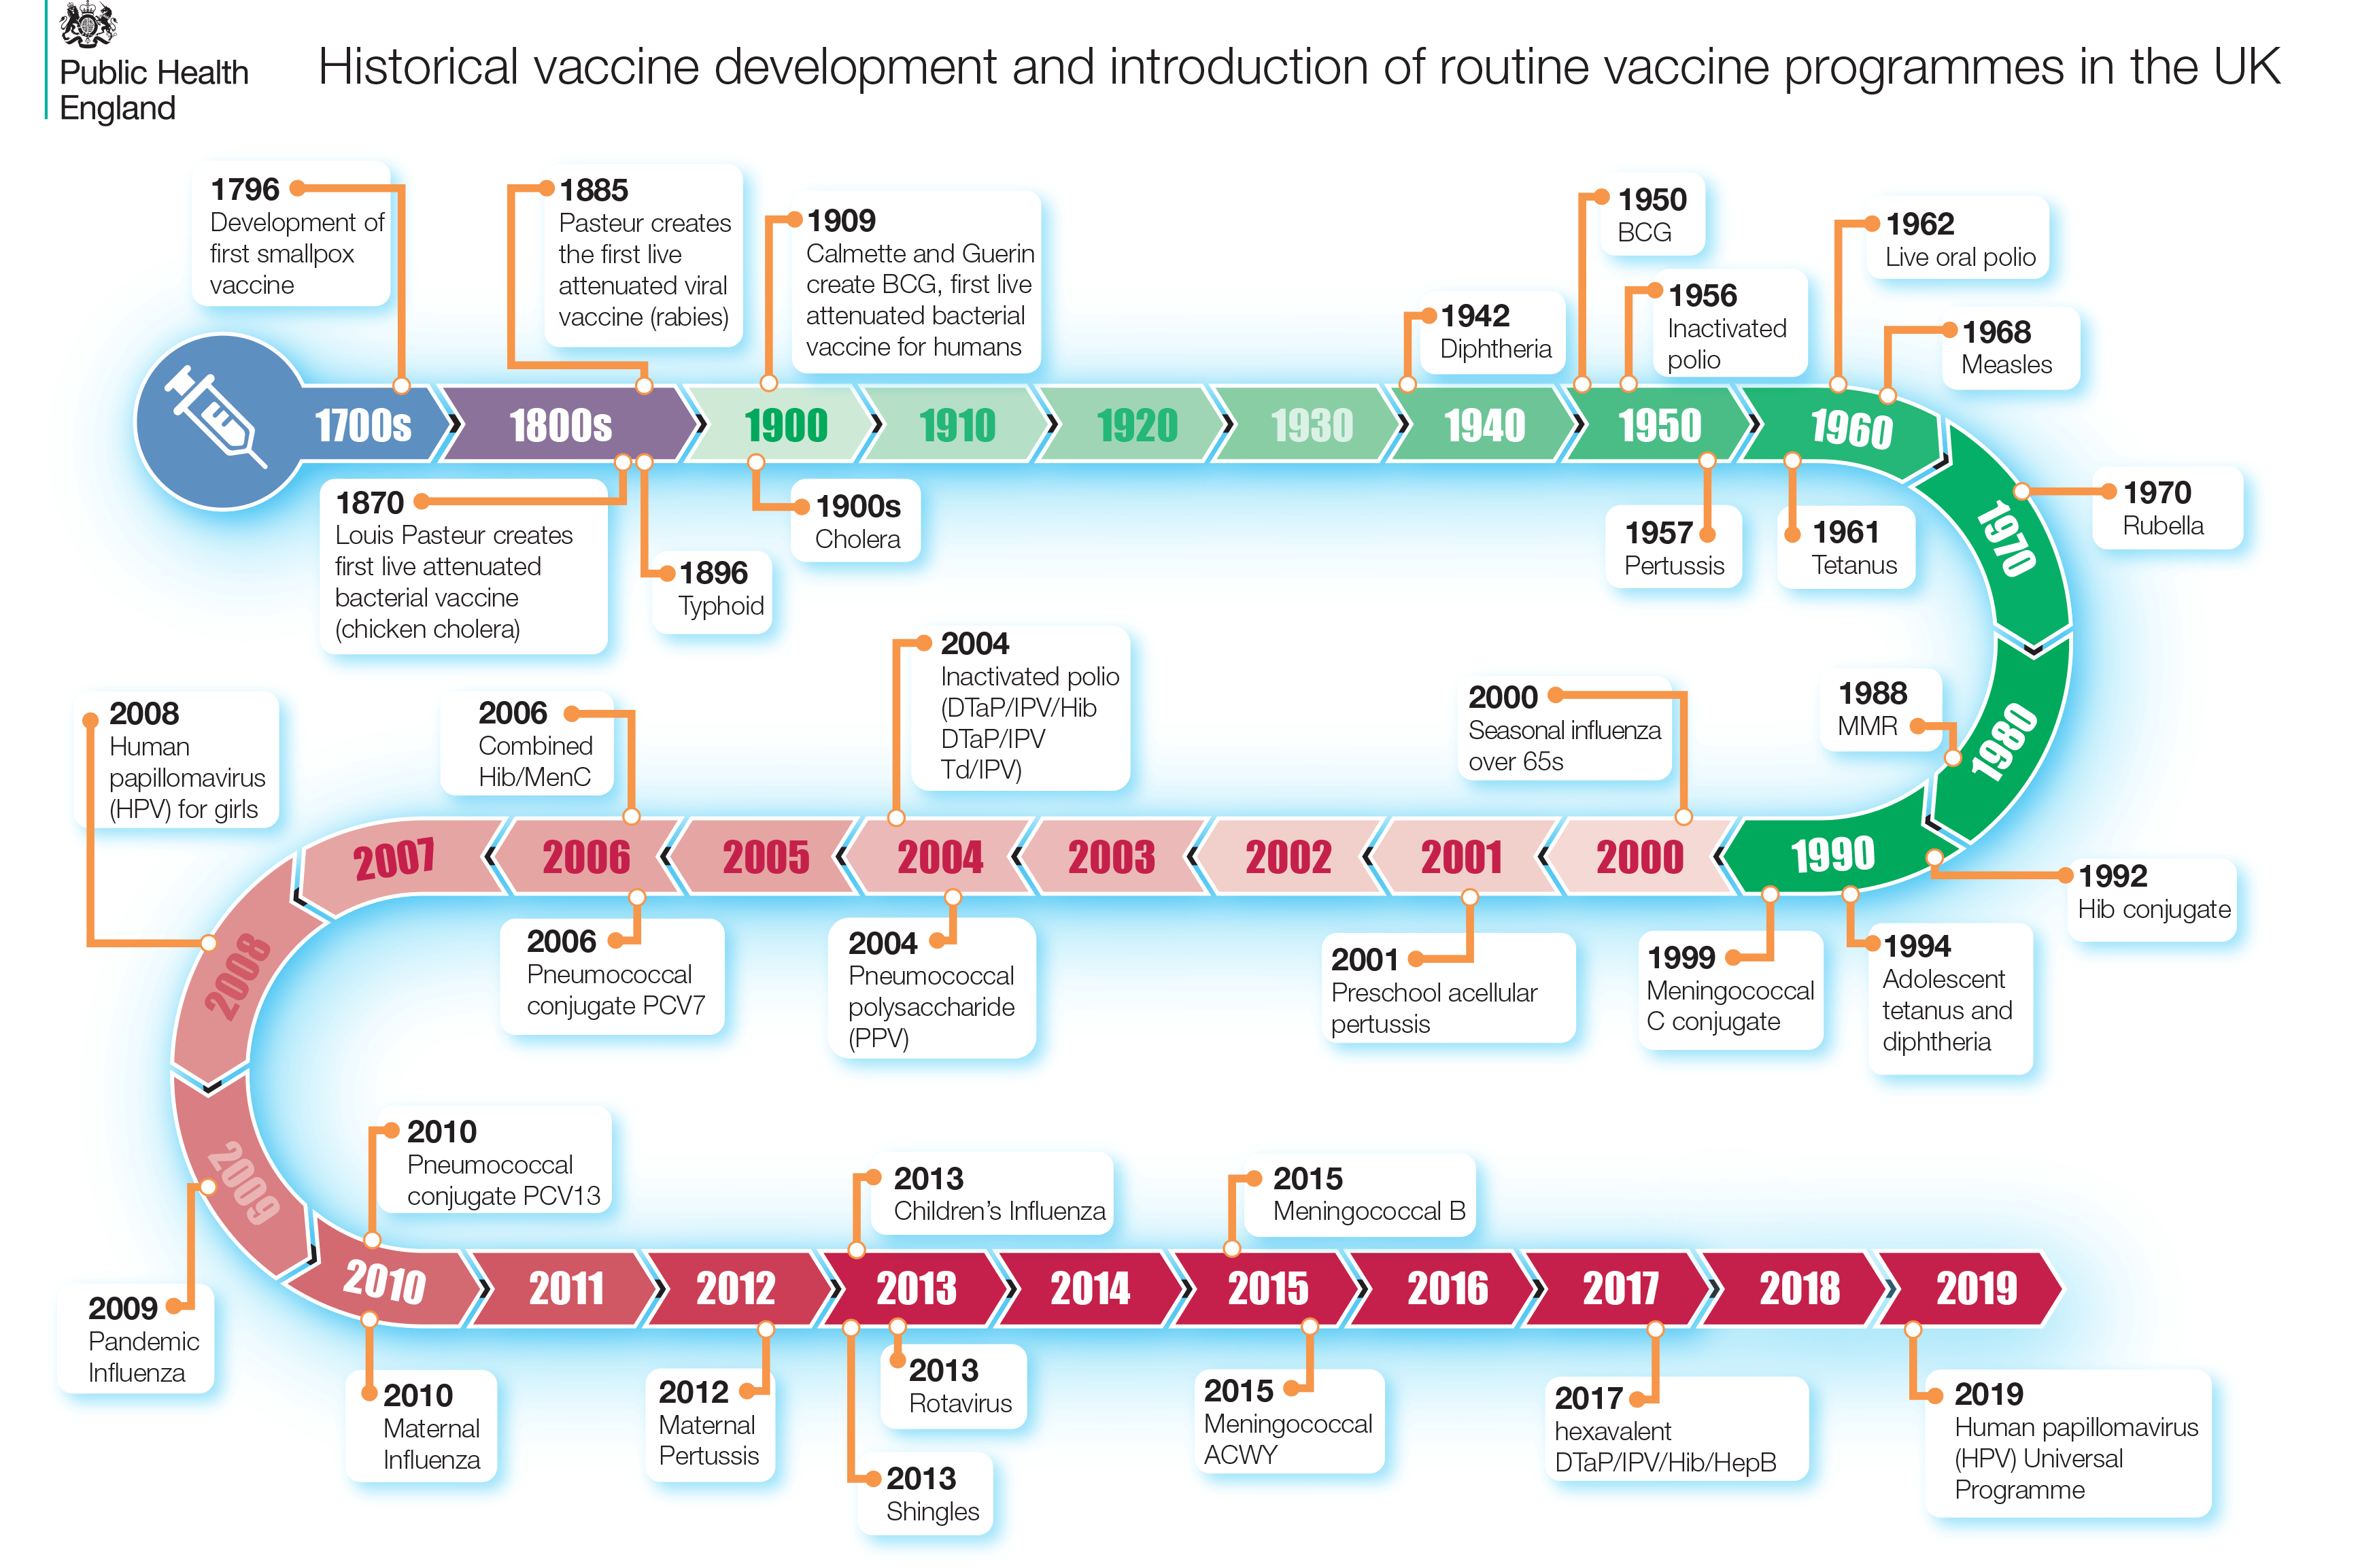 Public Health
England
Historical vaccine development and introduction of routine vaccine programmes in the UK
1796
Development of
first smallpox
vaccine
1885
Pasteur creates
the first live
attenuated viral
vaccine (rabies)
1909
Calmette and Guerin
create BCG, first live
attenuated bacterial
vaccine for humans
1942
Diphtheria
1950
BCG
1956
Inactivated
polio
1962
Live oral polio
1968
Measles
1700s
1800s
1900
1910
1920
1930
1940
1950
1960
1970
1980
1870
Louis Pasteur creates
first live attenuated
bacterial vaccine
(chicken cholera)
1896
Typhoid
1900s
Cholera
1957
Pertussis
1961
Tetanus
1970
Rubella
1988
MMR
2000
Seasonal influenza
over 65s
2004
Inactivated polio
(DTaP/IPV/Hib
DTaP/IPV
Td/IPV)
2006
Combined
Hib/MenC
2008
Human
papillomavirus
(HPV) for girls
1990
2000
2001
2002
2003
2004
2005
2006
2007
2008
2009
1992
Hib conjugate
1994
Adolescent
tetanus and
diphtheria
1999
Meningococcal
C conjugate
2001
Preschool acellular
pertussis
2004
Pneumococcal
polysaccharide
(PPV)
2006
Pneumococcal
conjugate PCV7
2009
Pandemic
Influenza
2010
Pneumococcal
conjugate PCV13
2013
Children's Influenza
2015
Meningococcal B
2010
2011
2012
2013
2014
2015
2016
2017
2018
2019
2010
Maternal
Influenza
2012
Maternal
Pertussis
2013
Rotavirus
2013
Shingles
2015
Meningococcal
ACWY
2017
hexavalent
DTaP/IPV/Hib/HepB
2019
Human papillomavirus
(HPV) Universal
Programme